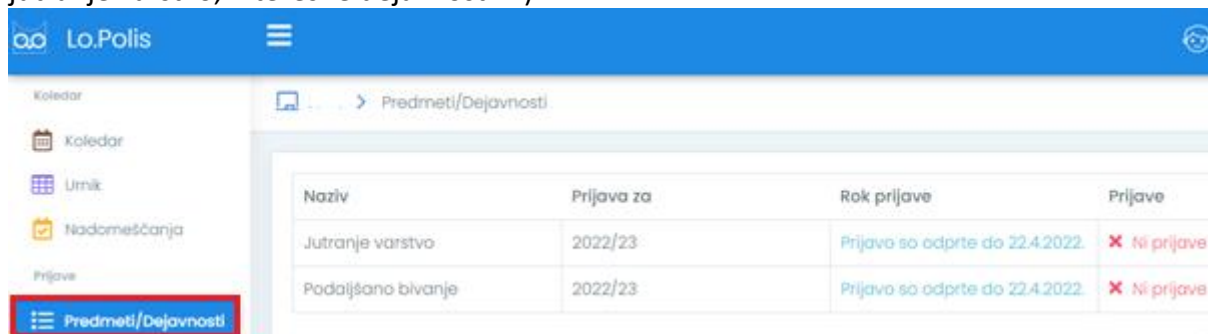 Lo.Polis
Koledar
Predmeti/Dejavnosti
Koledar
Urnik
Naziv Prijava za Rok prijave Prijave
Nadomeščanja
Jutranje varstvo 2022/23 Prijava so odprte do 22.4.2022. Ni prijave
Prijave
Podaljšano bivanje 2022/23 Prijava so odprte do 22.4.2022. Ni prijave
Predmeti/Dejavnosti